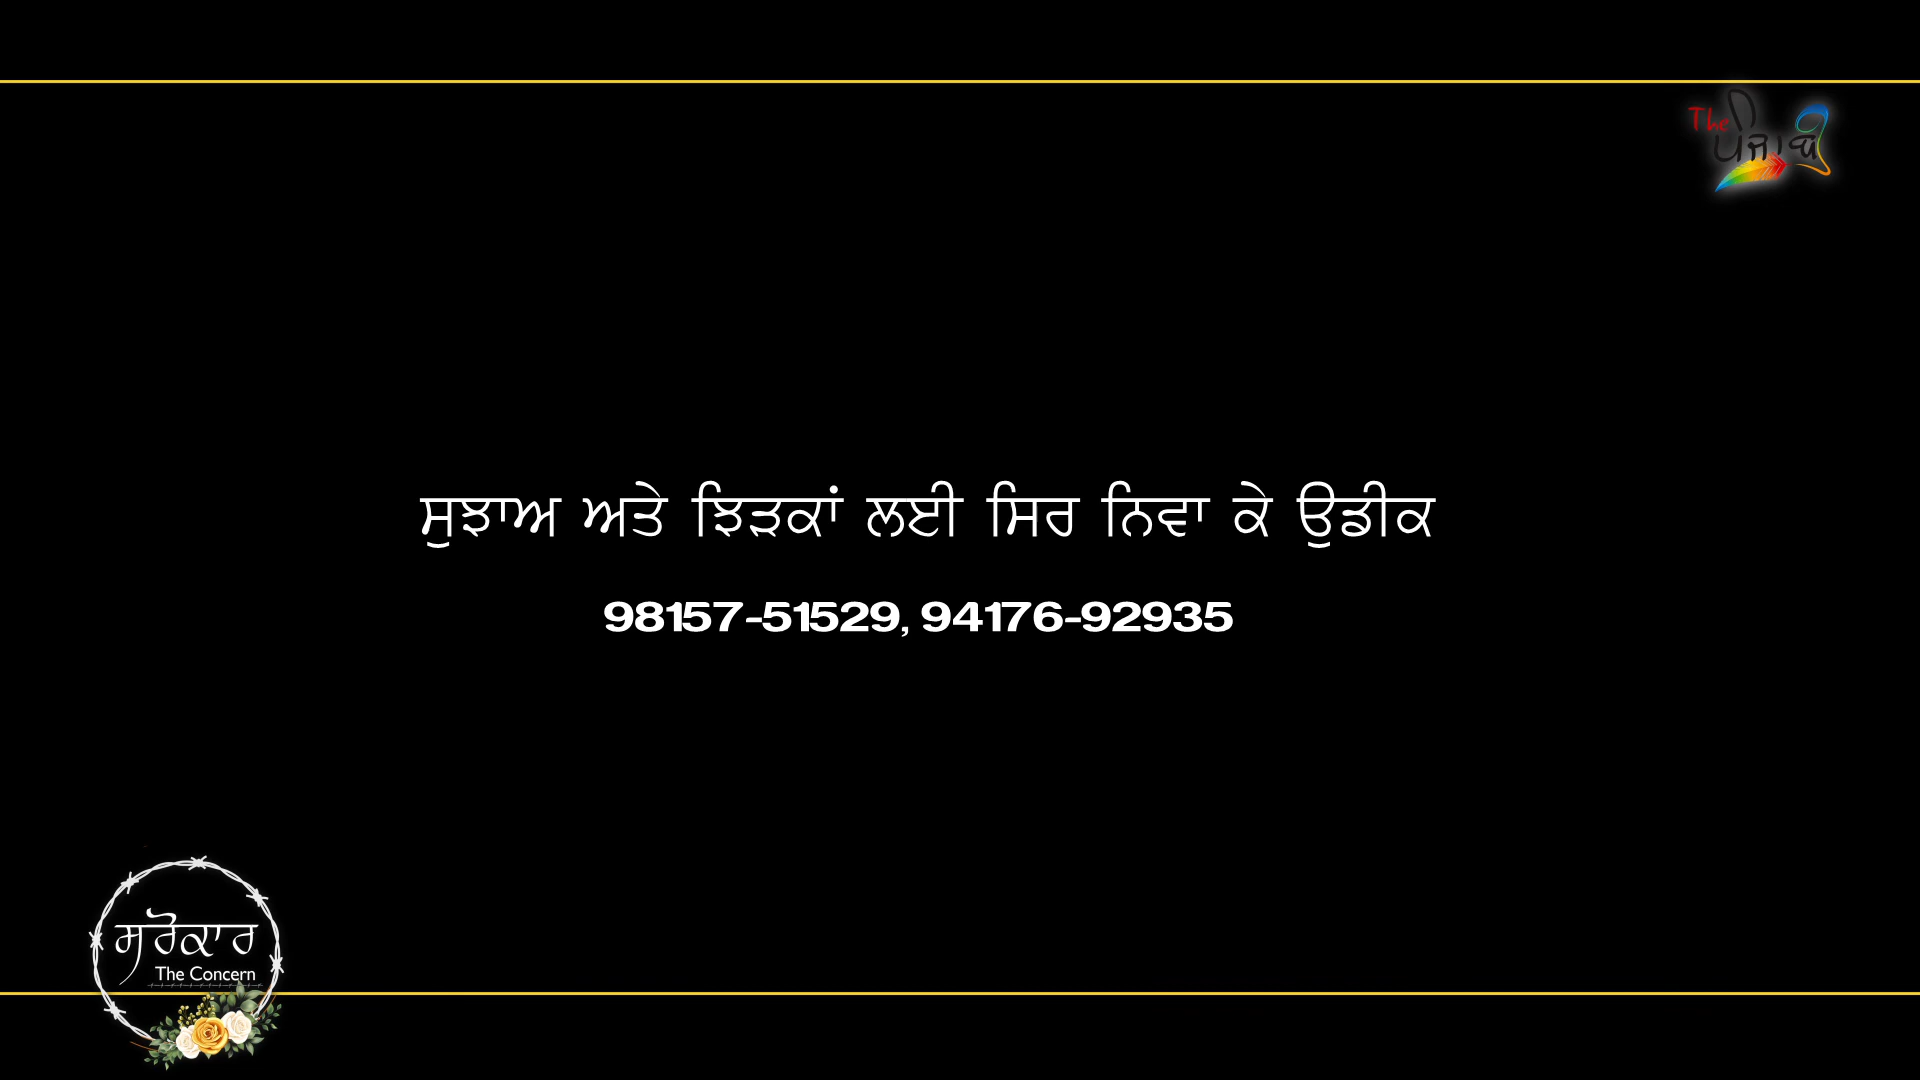 The ਪੰਜਾਬੀ
ਸੁਝਾਅ ਅਤੇ ਝਿੜਕਾਂ ਲਈ ਸਿਰ ਨਿਵਾ ਕੇ ਉਡੀਕ
98157-51529, 94176-92935
ਸਰੋਕਾਰ
The Concern